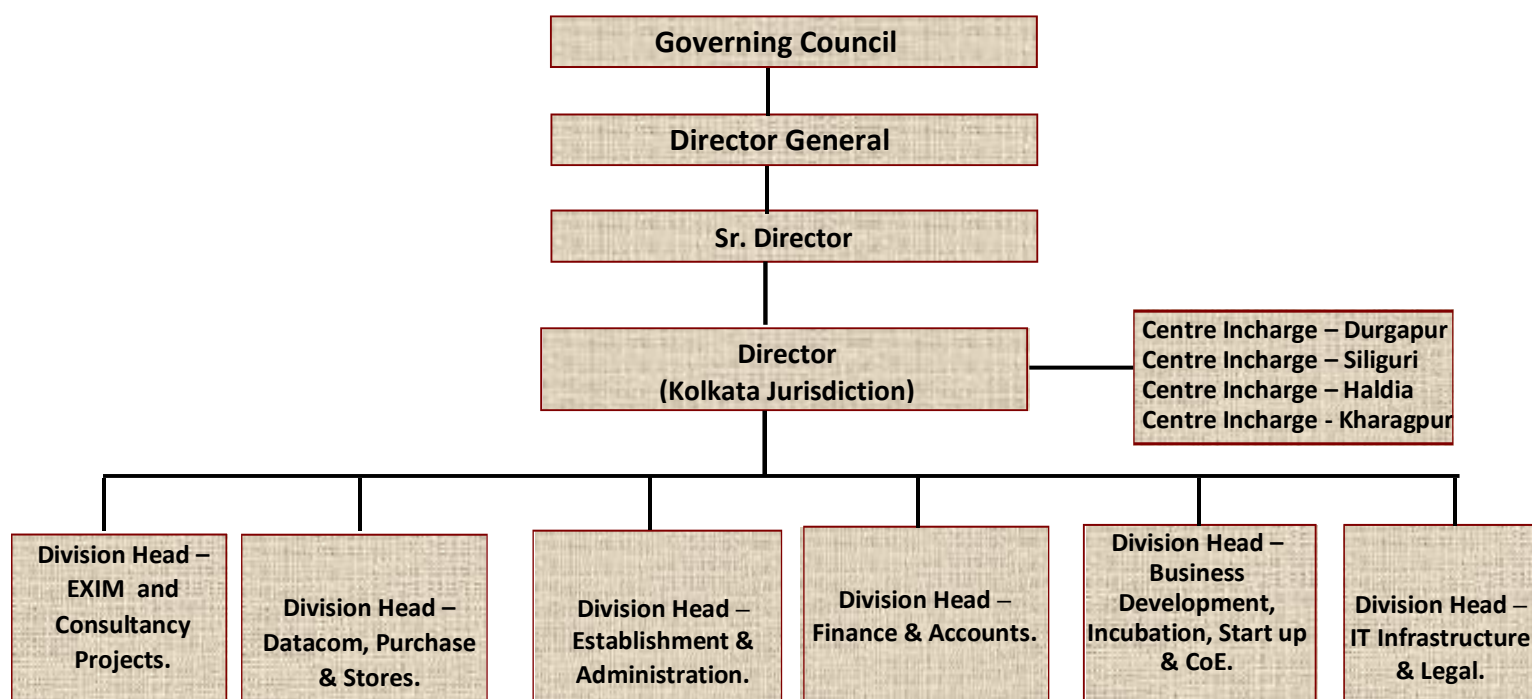 Governing Council
Director General
Sr. Director
Director
(Kolkata Jurisdiction)
Centre Incharge – Durgapur
Centre Incharge – Siliguri
Centre Incharge – Haldia
Centre Incharge - Kharagpur
Division Head –
EXIM and
Consultancy
Projects.
Division Head –
Datacom, Purchase
& Stores.
Division Head –
Establishment &
Administration.
Division Head –
Finance & Accounts.
Division Head –
Business
Development,
Incubation, Start up
& CoE.
Division Head –
IT Infrastructure
& Legal.